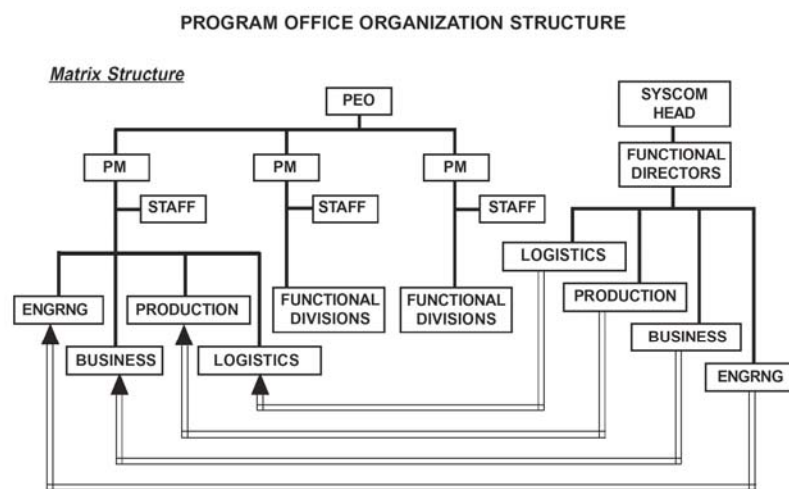 PROGRAM OFFICE ORGANIZATION STRUCTURE
Matrix Structure
PEO
SYSCOM
HEAD
PM
PM
PM
FUNCTIONAL
DIRECTORS
STAFF
STAFF
STAFF
LOGISTICS
ENGRNG
PRODUCTION
FUNCTIONAL
DIVISIONS
FUNCTIONAL
DIVISIONS
PRODUCTION
BUSINESS
LOGISTICS
BUSINESS
ENGRNG